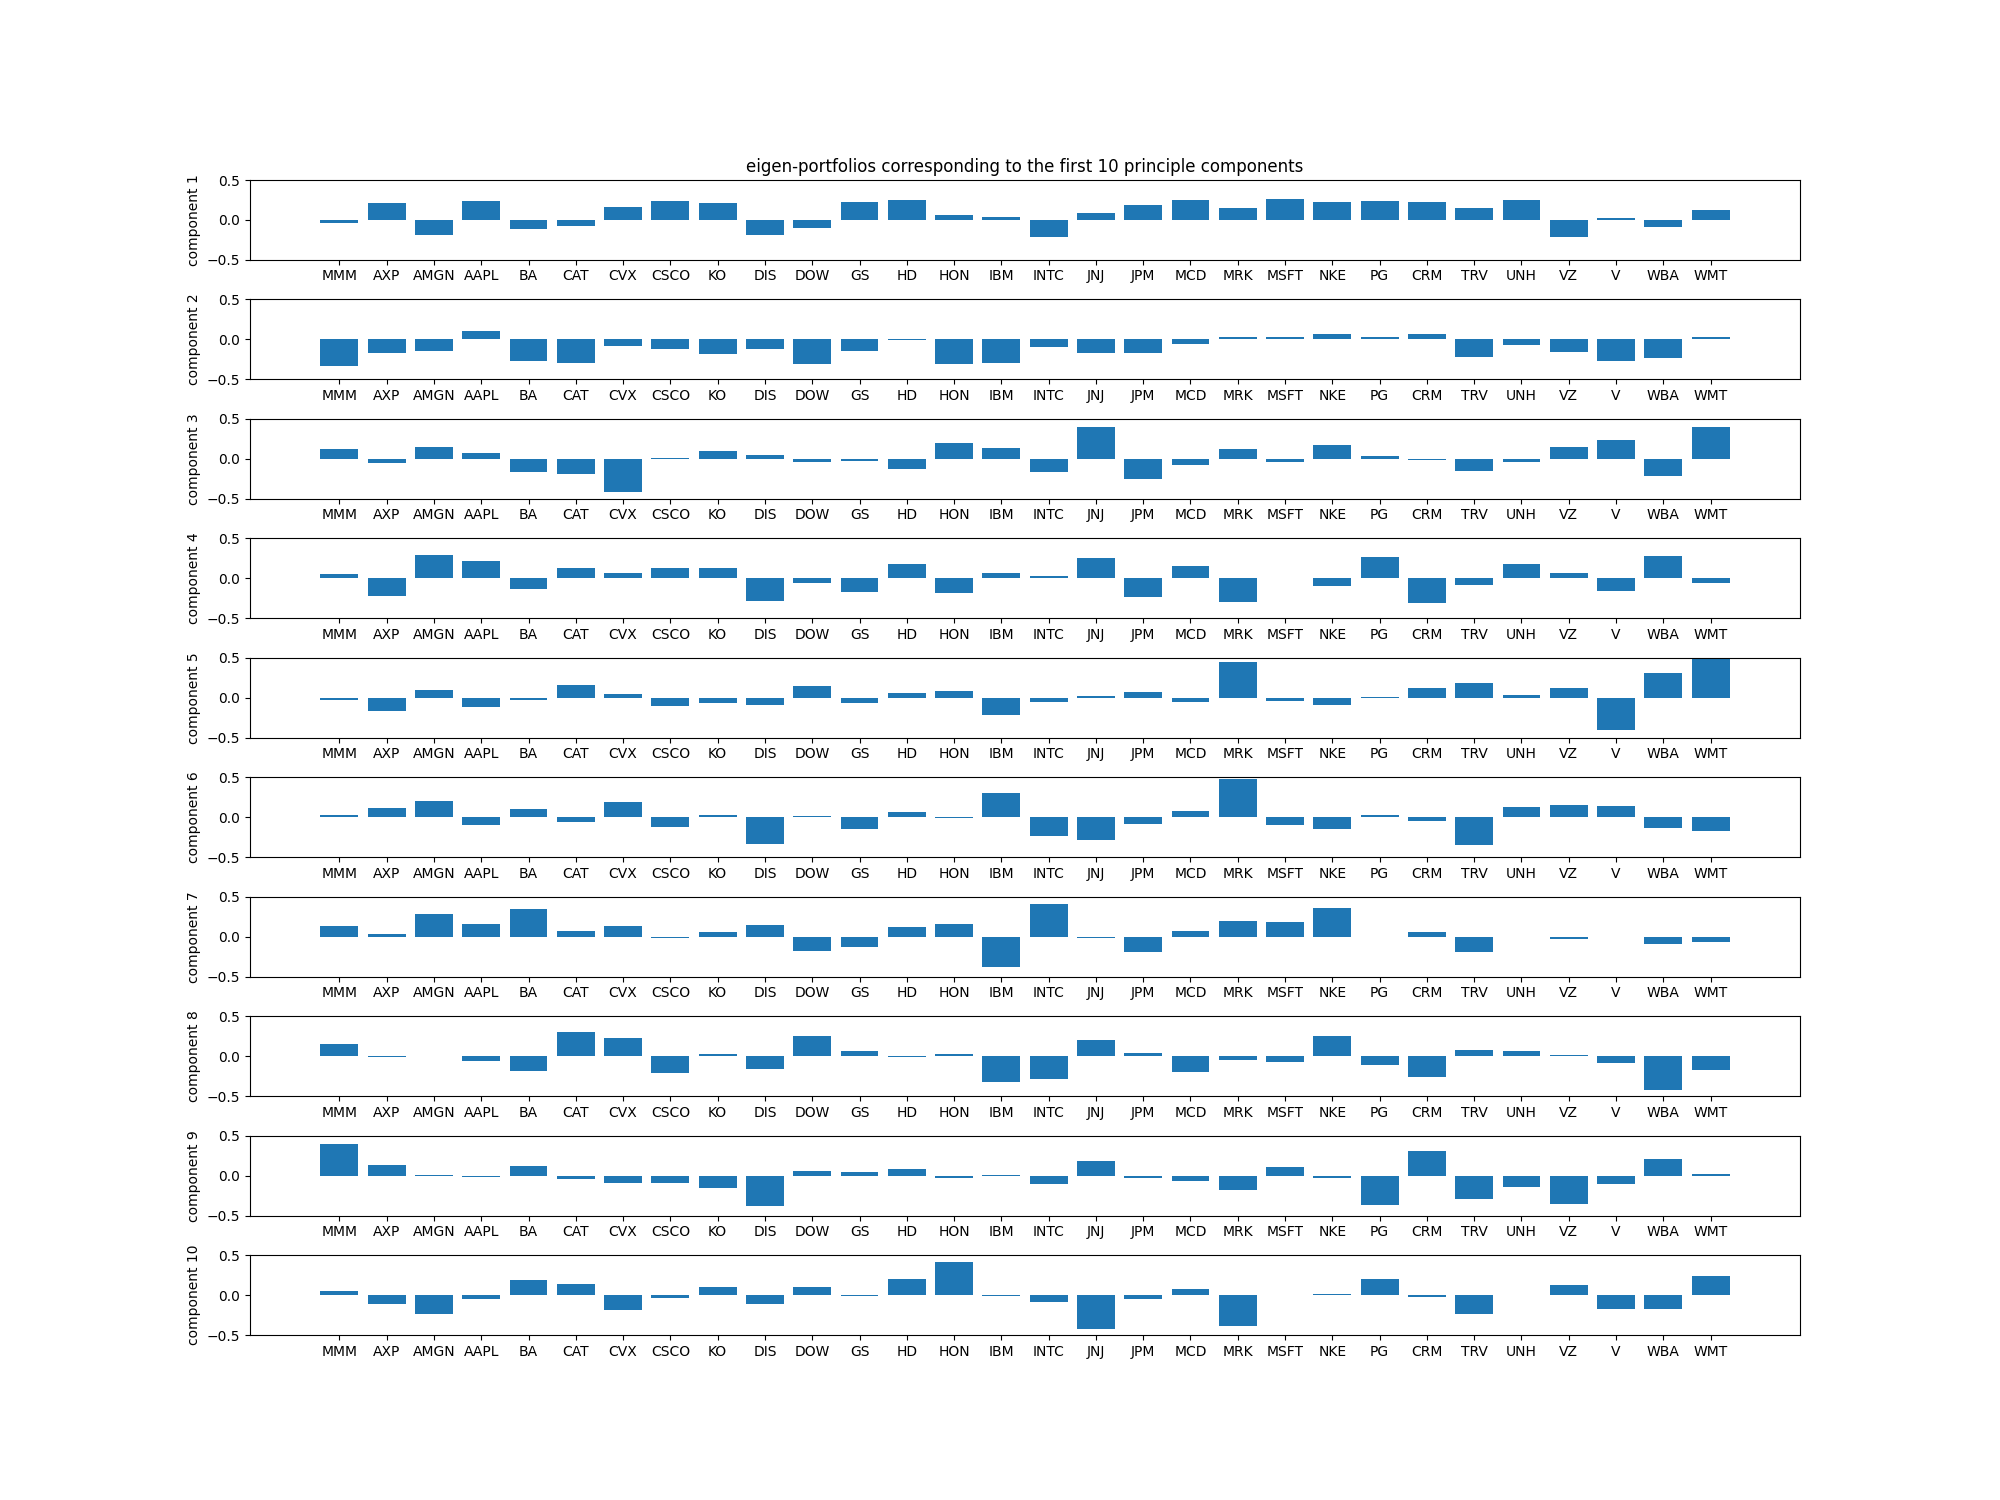 eigen-portfolios corresponding to the first 10 principle components
component 1
0.5
0.0
−0.5
MMM AXP AMGN AAPL BA CAT CVX CSCO KO DIS DOW GS HD HON IBM INTC JNJ JPM MCD MRK MSFT NKE PG CRM TRV UNH VZ V WBA WMT
component 2
0.5
0.0
−0.5
MMM AXP AMGN AAPL BA CAT CVX CSCO KO DIS DOW GS HD HON IBM INTC JNJ JPM MCD MRK MSFT NKE PG CRM TRV UNH VZ V WBA WMT
component 3
0.5
0.0
−0.5
MMM AXP AMGN AAPL BA CAT CVX CSCO KO DIS DOW GS HD HON IBM INTC JNJ JPM MCD MRK MSFT NKE PG CRM TRV UNH VZ V WBA WMT
component 4
0.5
0.0
−0.5
MMM AXP AMGN AAPL BA CAT CVX CSCO KO DIS DOW GS HD HON IBM INTC JNJ JPM MCD MRK MSFT NKE PG CRM TRV UNH VZ V WBA WMT
component 5
0.5
0.0
−0.5
MMM AXP AMGN AAPL BA CAT CVX CSCO KO DIS DOW GS HD HON IBM INTC JNJ JPM MCD MRK MSFT NKE PG CRM TRV UNH VZ V WBA WMT
component 6
0.5
0.0
−0.5
MMM AXP AMGN AAPL BA CAT CVX CSCO KO DIS DOW GS HD HON IBM INTC JNJ JPM MCD MRK MSFT NKE PG CRM TRV UNH VZ V WBA WMT
component 7
0.5
0.0
−0.5
MMM AXP AMGN AAPL BA CAT CVX CSCO KO DIS DOW GS HD HON IBM INTC JNJ JPM MCD MRK MSFT NKE PG CRM TRV UNH VZ V WBA WMT
component 8
0.5
0.0
−0.5
MMM AXP AMGN AAPL BA CAT CVX CSCO KO DIS DOW GS HD HON IBM INTC JNJ JPM MCD MRK MSFT NKE PG CRM TRV UNH VZ V WBA WMT
component 9
0.5
0.0
−0.5
MMM AXP AMGN AAPL BA CAT CVX CSCO KO DIS DOW GS HD HON IBM INTC JNJ JPM MCD MRK MSFT NKE PG CRM TRV UNH VZ V WBA WMT
component 10
0.5
0.0
−0.5
MMM AXP AMGN AAPL BA CAT CVX CSCO KO DIS DOW GS HD HON IBM INTC JNJ JPM MCD MRK MSFT NKE PG CRM TRV UNH VZ V WBA WMT